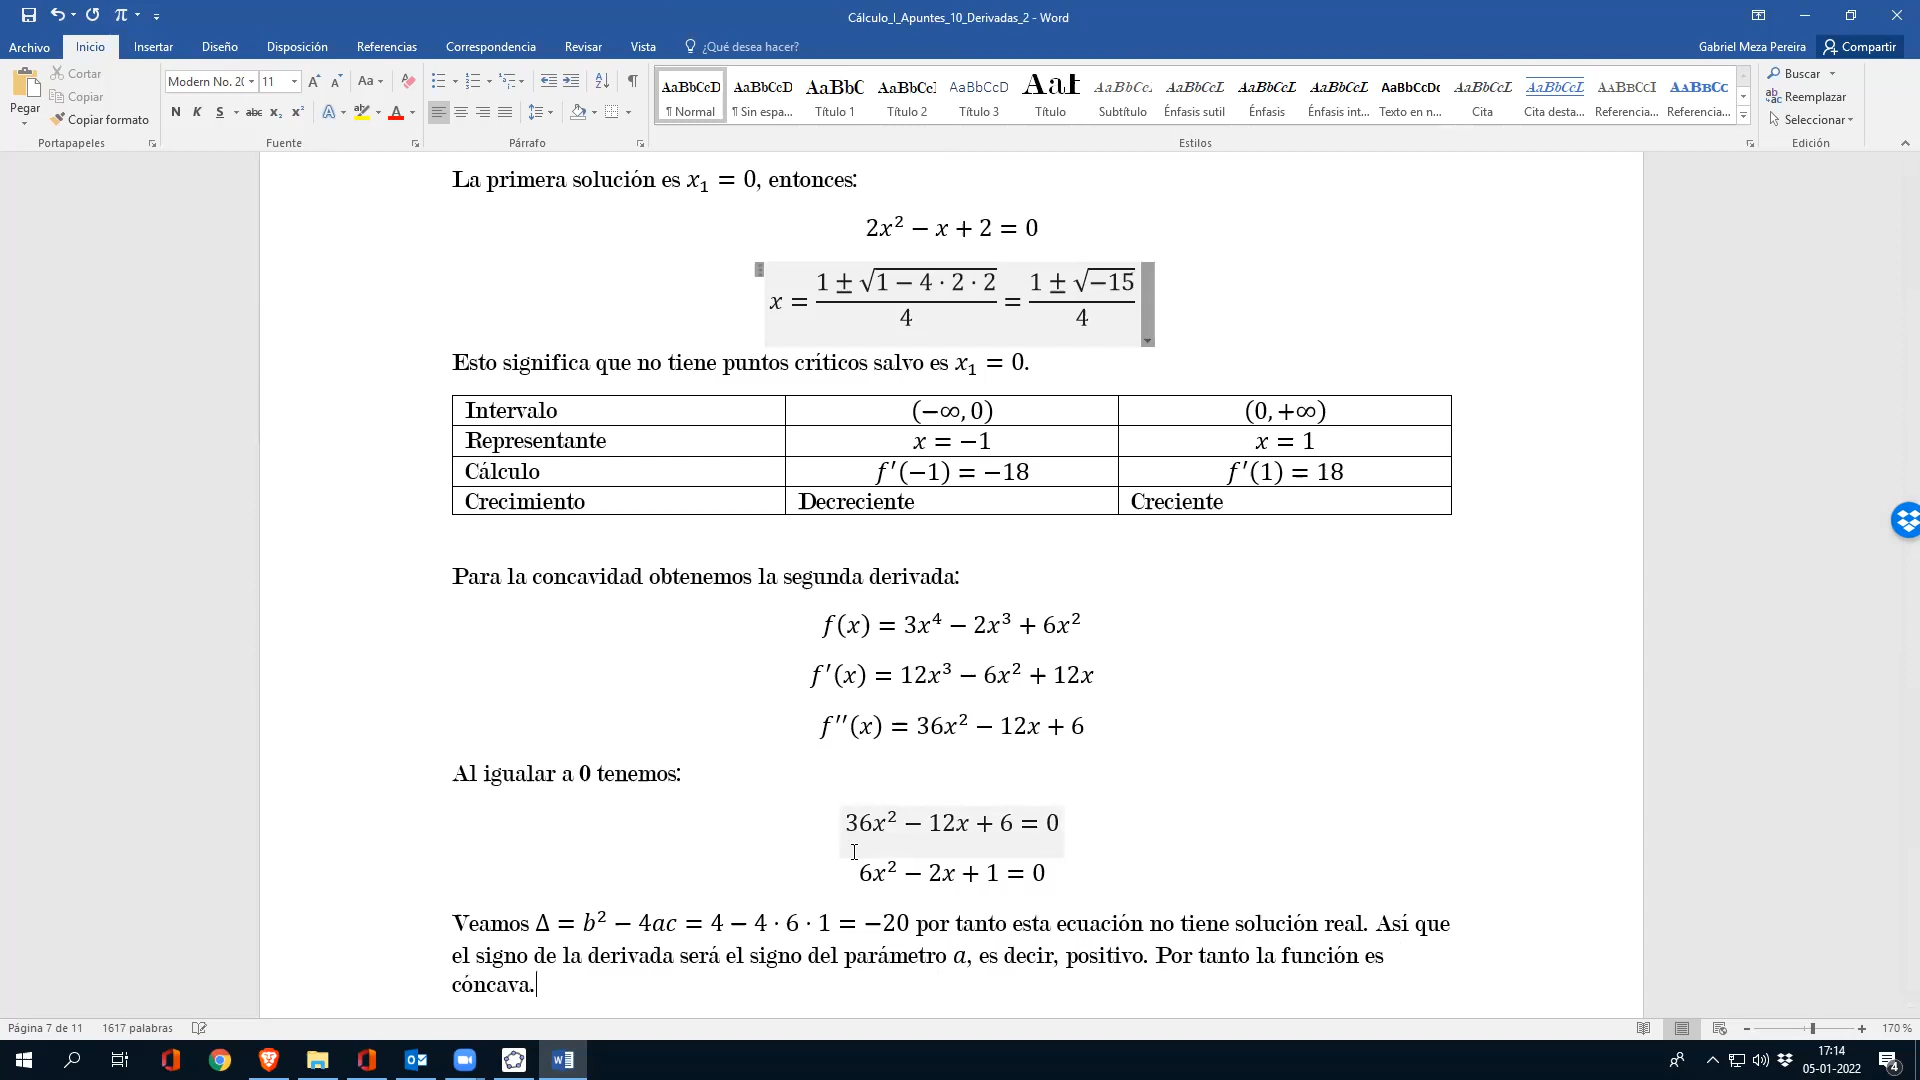 Cálculo_I_Apuntes_10_Derivadas_2 - Word
Archivo Inicio Insertar Diseño Disposición Referencias Correspondencia Revisar Vista ¿Qué desea hacer? Gabriel Meza Pereira Compartir
Pegar
Cortar
Copiar
Copiar formato
Portapapeles
Modern No. 2( 11
N K S abc x₂ x²
Fuente
Párrafo
AaBbCcD AaBbCcD AaBbC AaBbCc AaBbCcD AaI AaBbCc AaBbCcL AaBbCcL AaBbCcL AaBbCcDc AaBbCcL AaBbCcL AaBbCcI AaBbCc
¶ Normal ¶ Sin espa... Título 1 Título 2 Título 3 Título Subtítulo Énfasis sutil Énfasis Énfasis int... Texto en n... Cita Cita desta... Referencia... Referencia...
Estilos
Buscar
Reemplazar
Seleccionar
Edición
La primera solución es x₁ = 0, entonces:
2x² − x + 2 = 0
x = (1 ± √(1 − 4 · 2 · 2))/4 = (1 ± √(−15))/4
Esto significa que no tiene puntos críticos salvo es x₁ = 0.
Intervalo (−∞, 0) (0, +∞)
Representante x = −1 x = 1
Cálculo f′(−1) = −18 f′(1) = 18
Crecimiento Decreciente Creciente
Para la concavidad obtenemos la segunda derivada:
f(x) = 3x⁴ − 2x³ + 6x²
f′(x) = 12x³ − 6x² + 12x
f′′(x) = 36x² − 12x + 6
Al igualar a 0 tenemos:
36x² − 12x + 6 = 0
6x² − 2x + 1 = 0
Veamos Δ = b² − 4ac = 4 − 4 · 6 · 1 = −20 por tanto esta ecuación no tiene solución real. Así que
el signo de la derivada será el signo del parámetro a, es decir, positivo. Por tanto la función es
cóncava.
Página 7 de 11 1617 palabras 170 %
17:14
05-01-2022
4